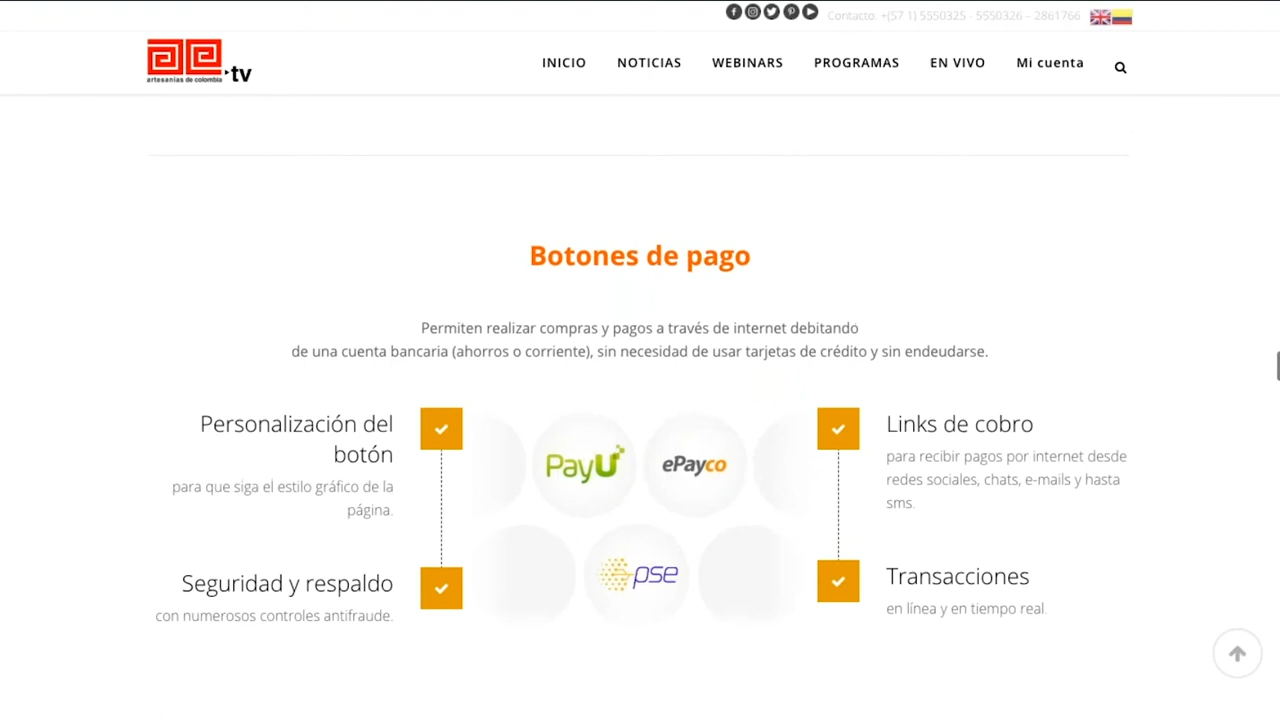 Contacto: +(57 1) 5550325 - 5550326 – 2861766
artesanías de colombia
tv
INICIO NOTICIAS WEBINARS PROGRAMAS EN VIVO Mi cuenta
Botones de pago
Permiten realizar compras y pagos a través de internet debitando
de una cuenta bancaria (ahorros o corriente), sin necesidad de usar tarjetas de crédito y sin endeudarse.
Personalización del
botón
para que siga el estilo gráfico de la
página.
Seguridad y respaldo
con numerosos controles antifraude.
PayU
ePayco
pse
Links de cobro
para recibir pagos por internet desde
redes sociales, chats, e-mails y hasta
sms.
Transacciones
en línea y en tiempo real.